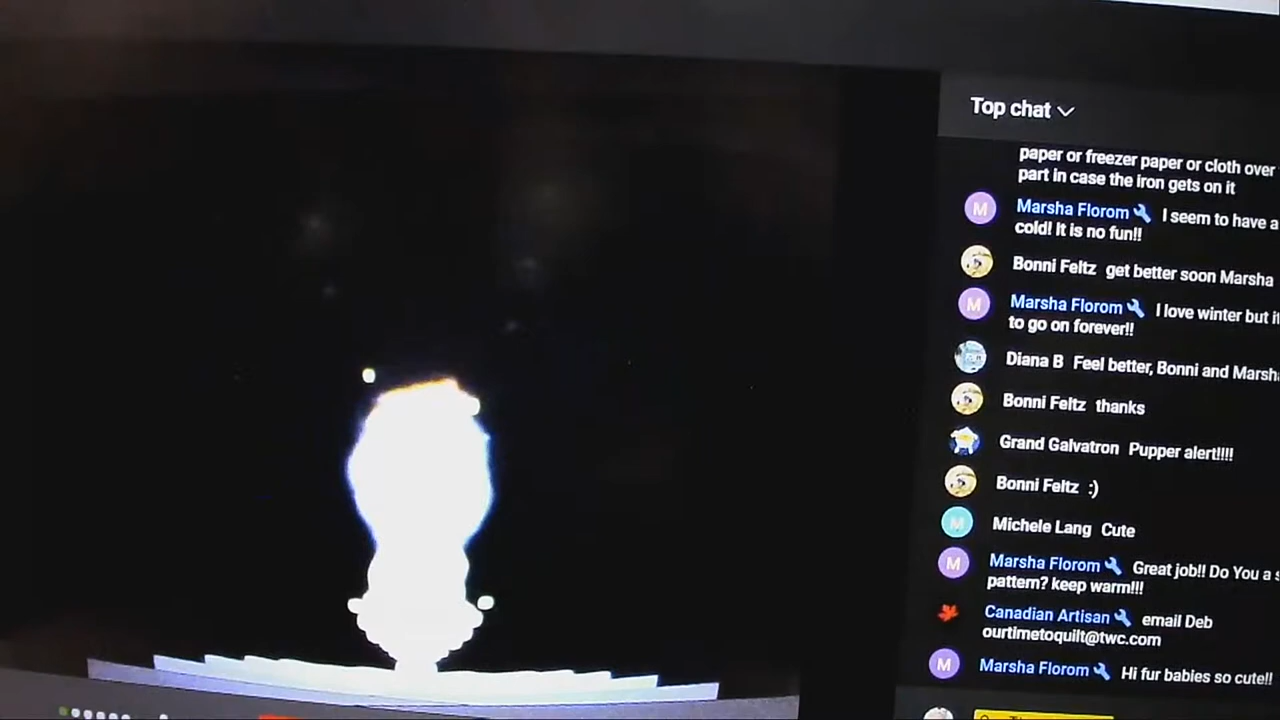 Top chat
paper or freezer paper or cloth over
part in case the iron gets on it
Marsha Florom I seem to have a
cold! It is no fun!!
Bonni Feltz get better soon Marsha
Marsha Florom I love winter but
to go on forever!!
Diana B Feel better, Bonni and
Bonni Feltz thanks
Grand Galvatron Pupper alert!!!!
Bonni Feltz :)
Michele Lang Cute
Marsha Florom Great job!! Do You a
pattern? keep warm!!!
Canadian Artisan email Deb
ourtimetoquilt@twc.com
Marsha Florom Hi fur babies so cute!!